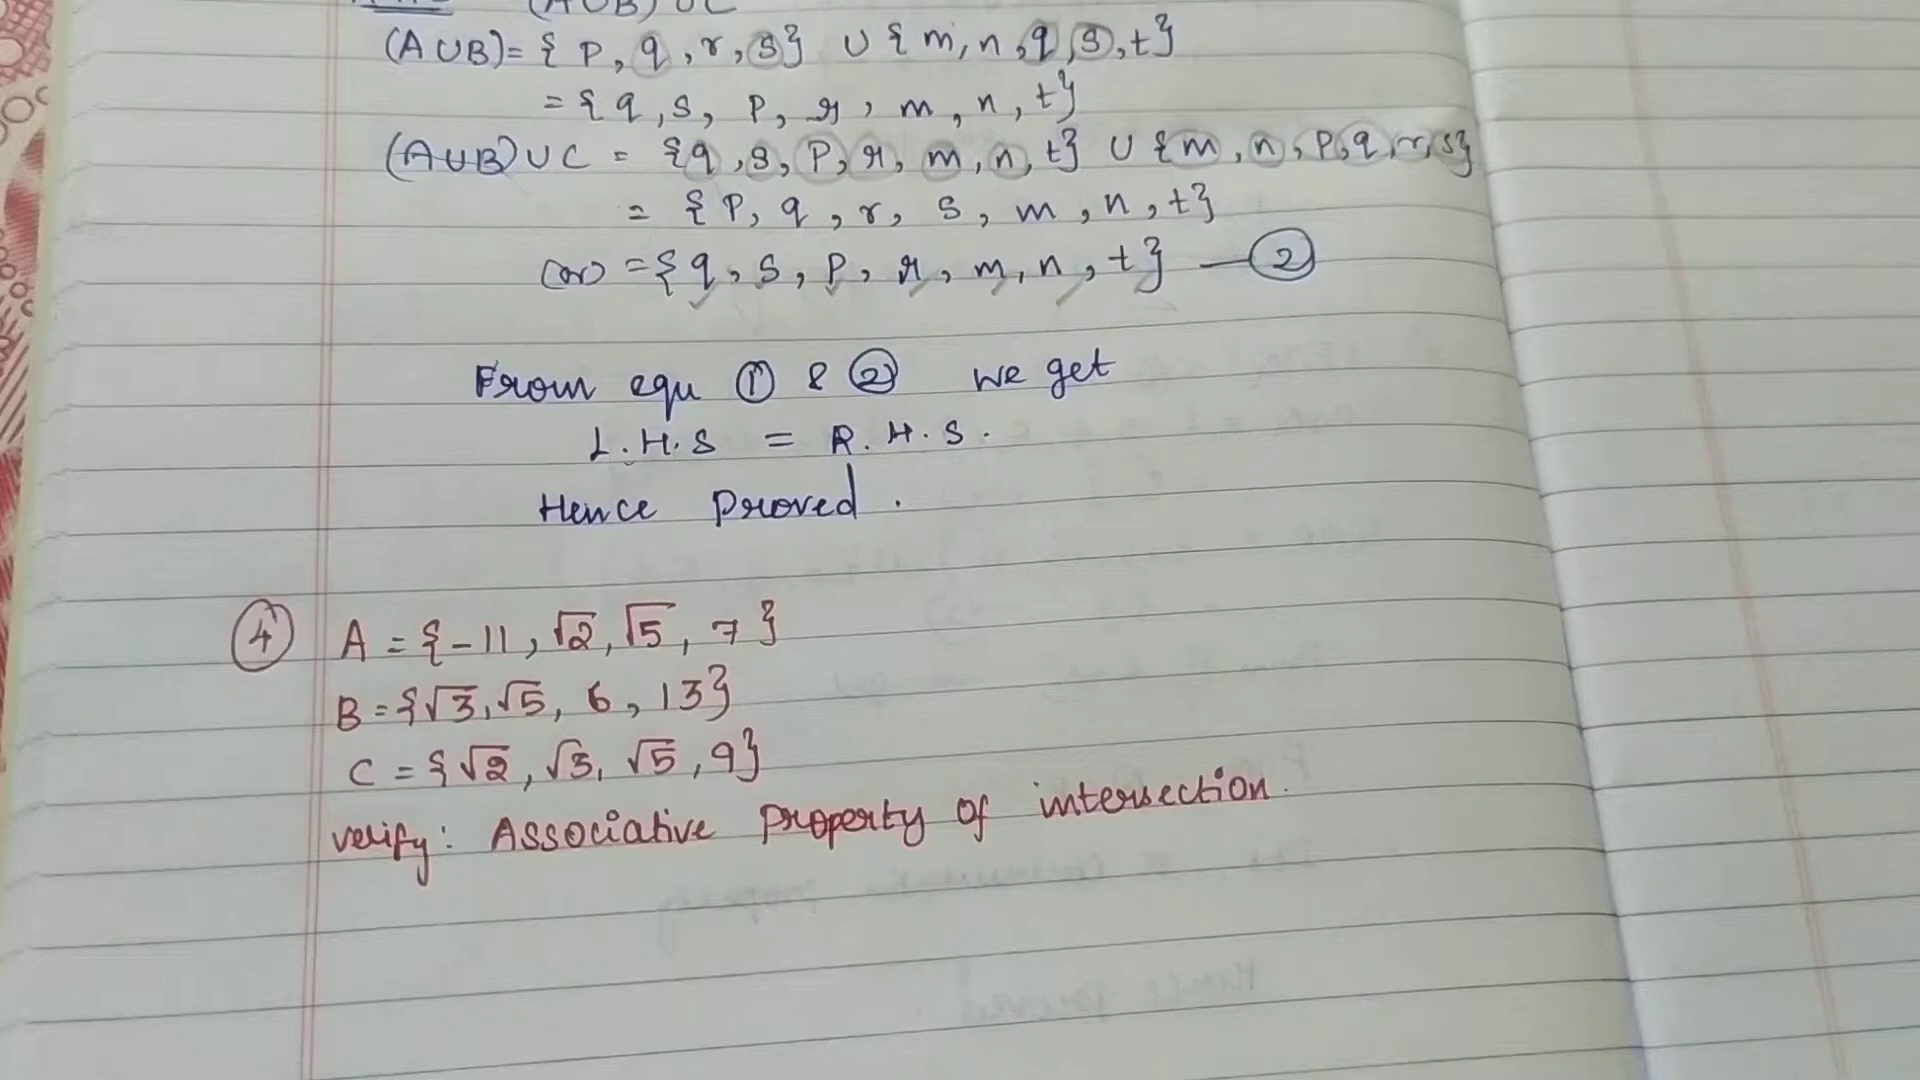 (A∪B)∪C
(A∪B)= {p, q, r, s} ∪ {m, n, q, s, t}
= {q, s, p, r, m, n, t}
(A∪B)∪C = {q, s, p, r, m, n, t} ∪ {m, n, p, q, r, s}
= {p, q, r, s, m, n, t}
(or) = {q, s, p, r, m, n, t} — ②
From equ ① & ② we get
L.H.S = R.H.S.
Hence proved.
④ A = {-11, √2, √5, 7}
B = {√3, √5, 6, 13}
C = {√2, √3, √5, 9}
verify: Associative property of intersection.